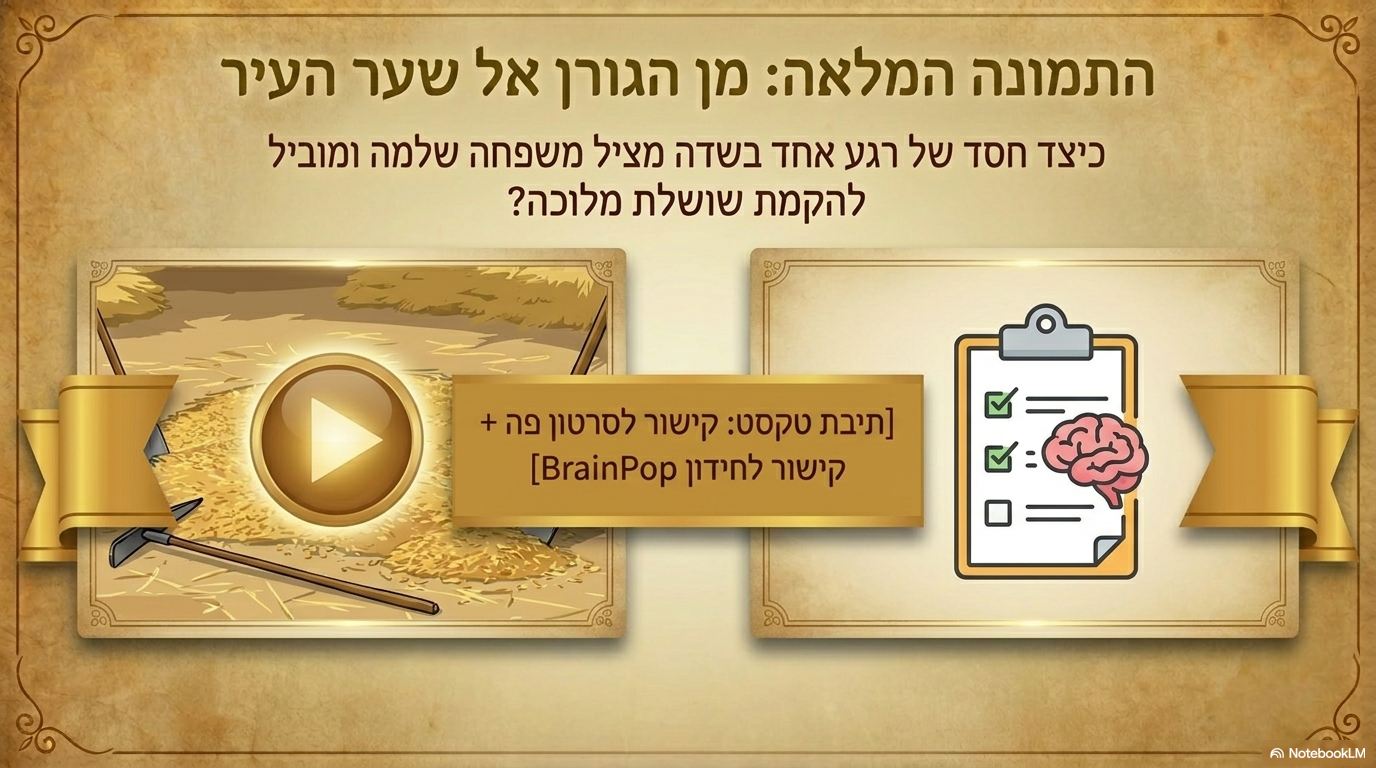 התמונה המלאה: מן הגורן אל שער העיר
כיצד חסד של רגע אחד בשדה מציל משפחה שלמה ומוביל
להקמת שושלת מלוכה?
[תיבת טקסט: קישור לסרטון פה +
קישור לחידון BrainPop]
NotebookLM